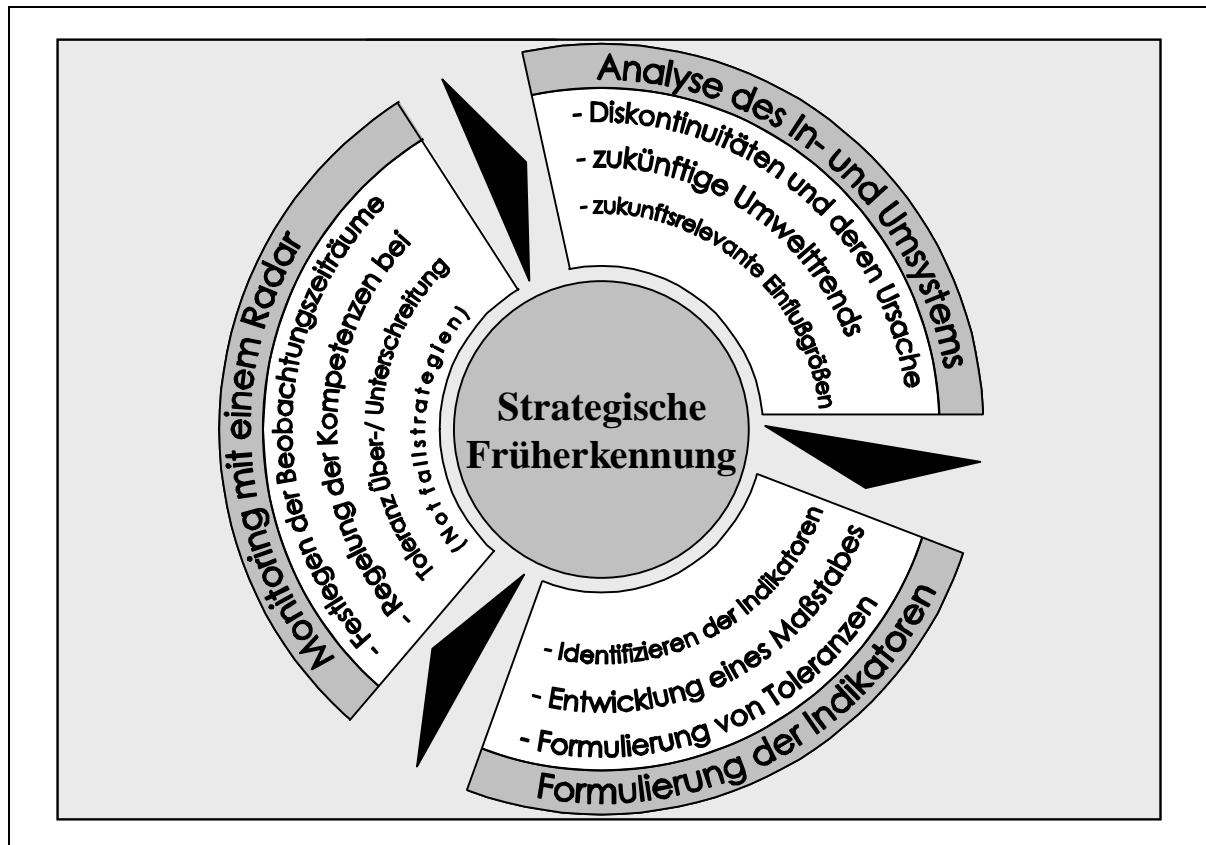 Analyse des In- und Umsystems
- Diskontinuitäten und deren Ursache
- zukünftige Umwelttrends
- zukunftsrelevante Einflußgrößen
Strategische
Früherkennung
Formulierung der Indikatoren
- Identifizieren der Indikatoren
- Entwicklung eines Maßstabes
- Formulierung von Toleranzen
Monitoring mit einem Radar
- Festlegen der Beobachtungszeiträume
- Regelung der Kompetenzen bei
Toleranz Über-/ Unterschreitung
(Notfallstrategien)